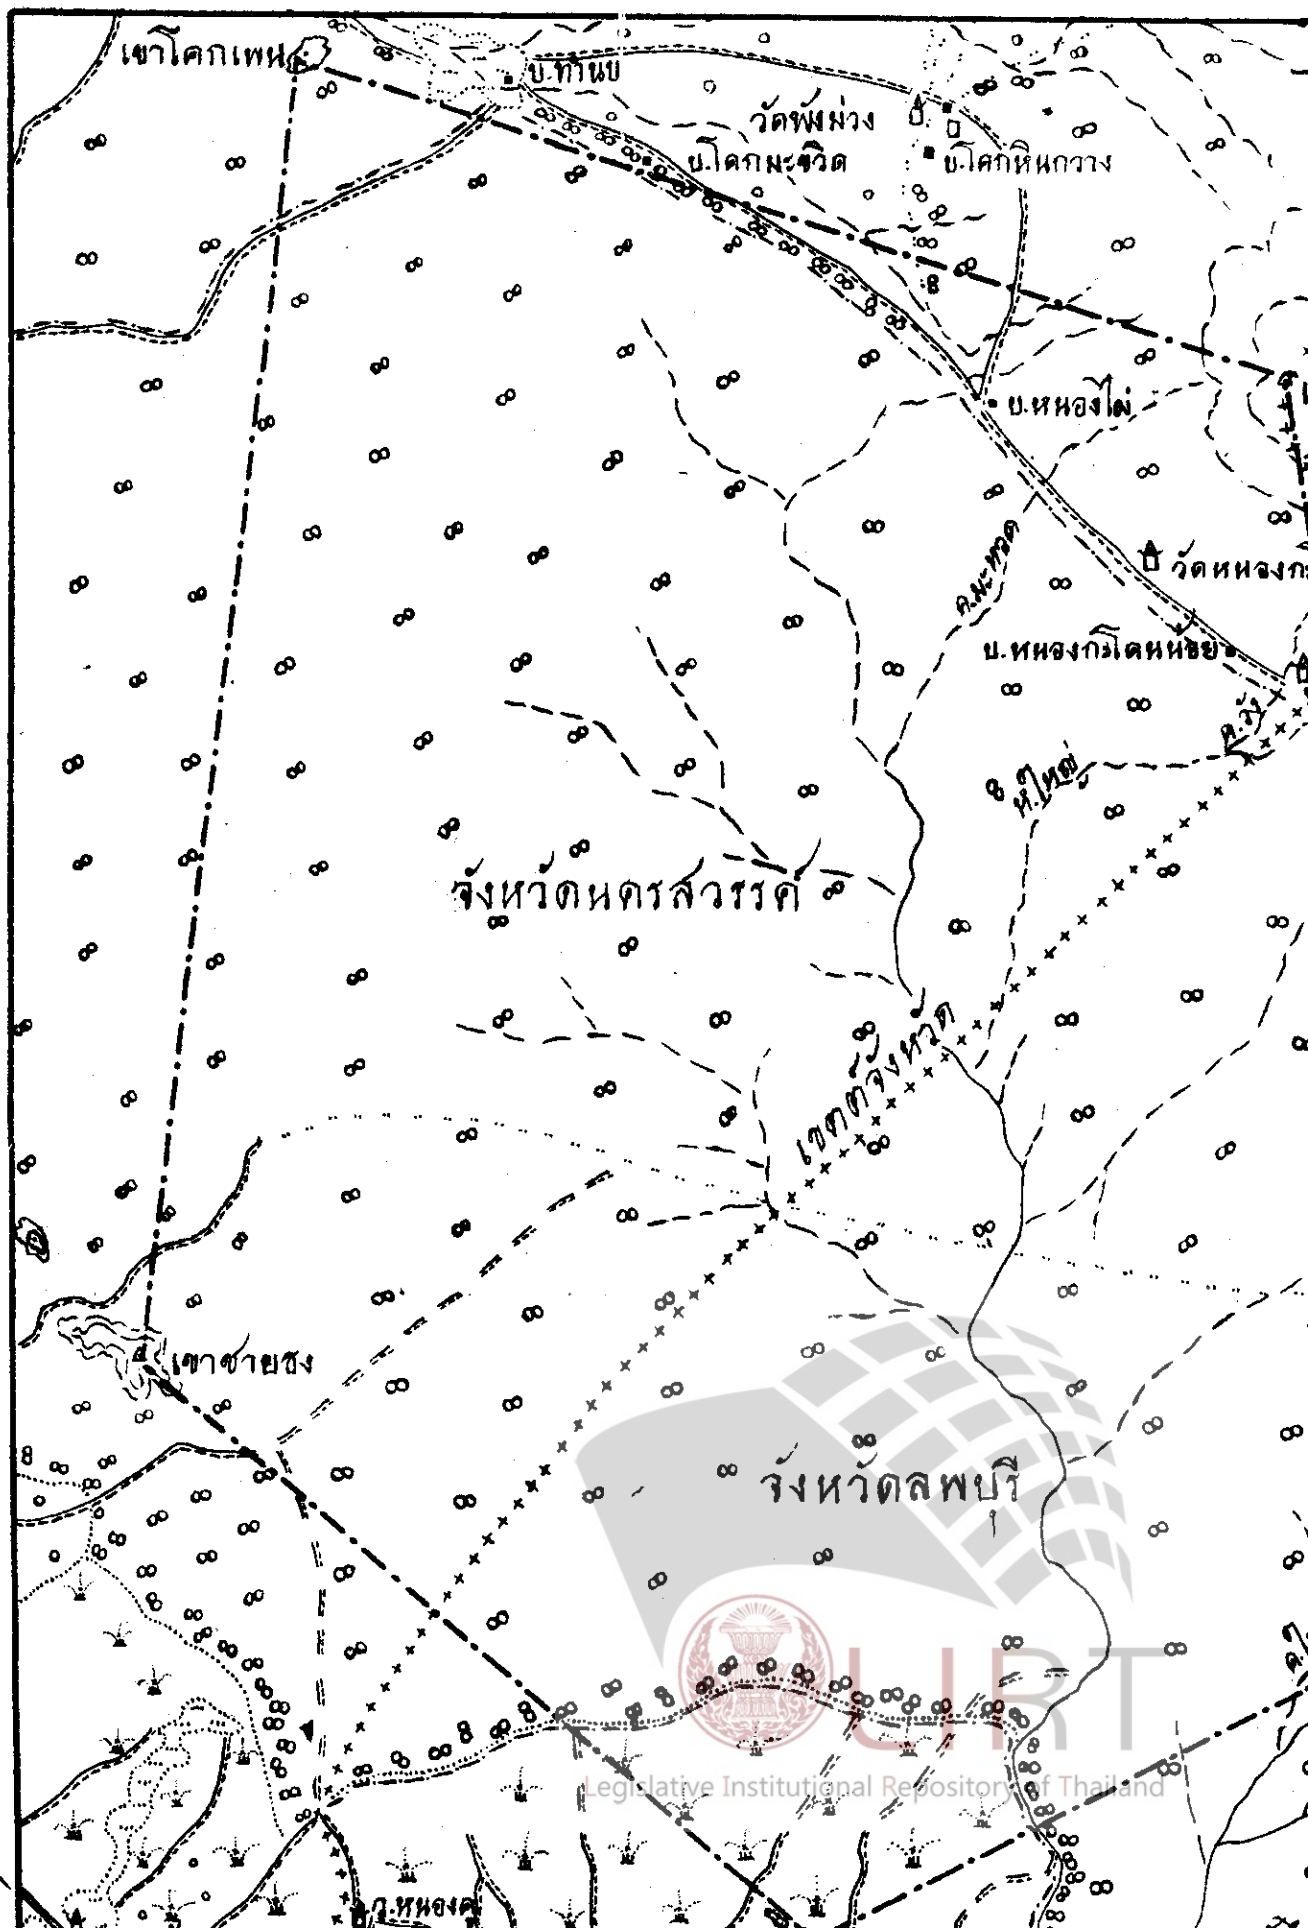 เขาโคกเพน
บ.ทำนบ
วัดพังม่วง
บ.โคกมะขวิด
บ.โคกหินกวาง
บ.หนองไผ่
ค.มะหวด
วัดหนองก
บ.หนองกะโดนน้อย
ค.วัง
ห.ใหญ่
จังหวัดนครสวรรค์
เขตต์จังหวัด
เขาชายธง
จังหวัดลพบุรี
LIRT
Legislative Institutional Repository of Thailand